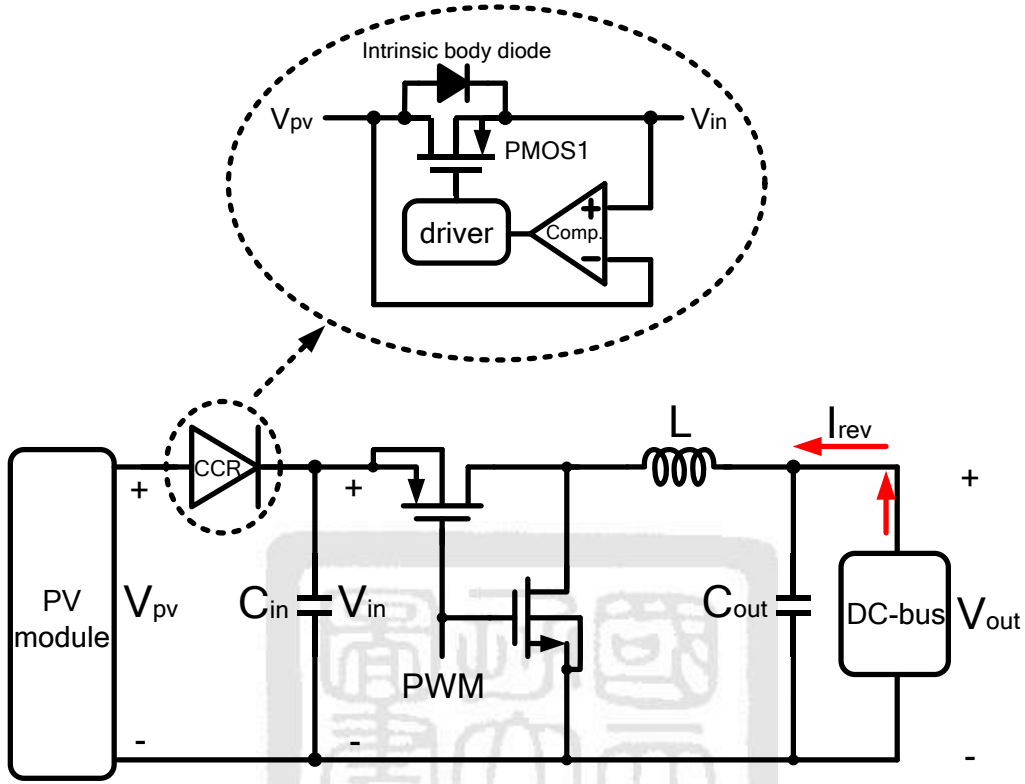 Intrinsic body diode
Vpv
Vin
PMOS1
driver
Comp.
+
−
L
Irev
CCR
+
+
+
PV
module
Vpv
Cin
Vin
Cout
DC-bus
Vout
PWM
-
-
-